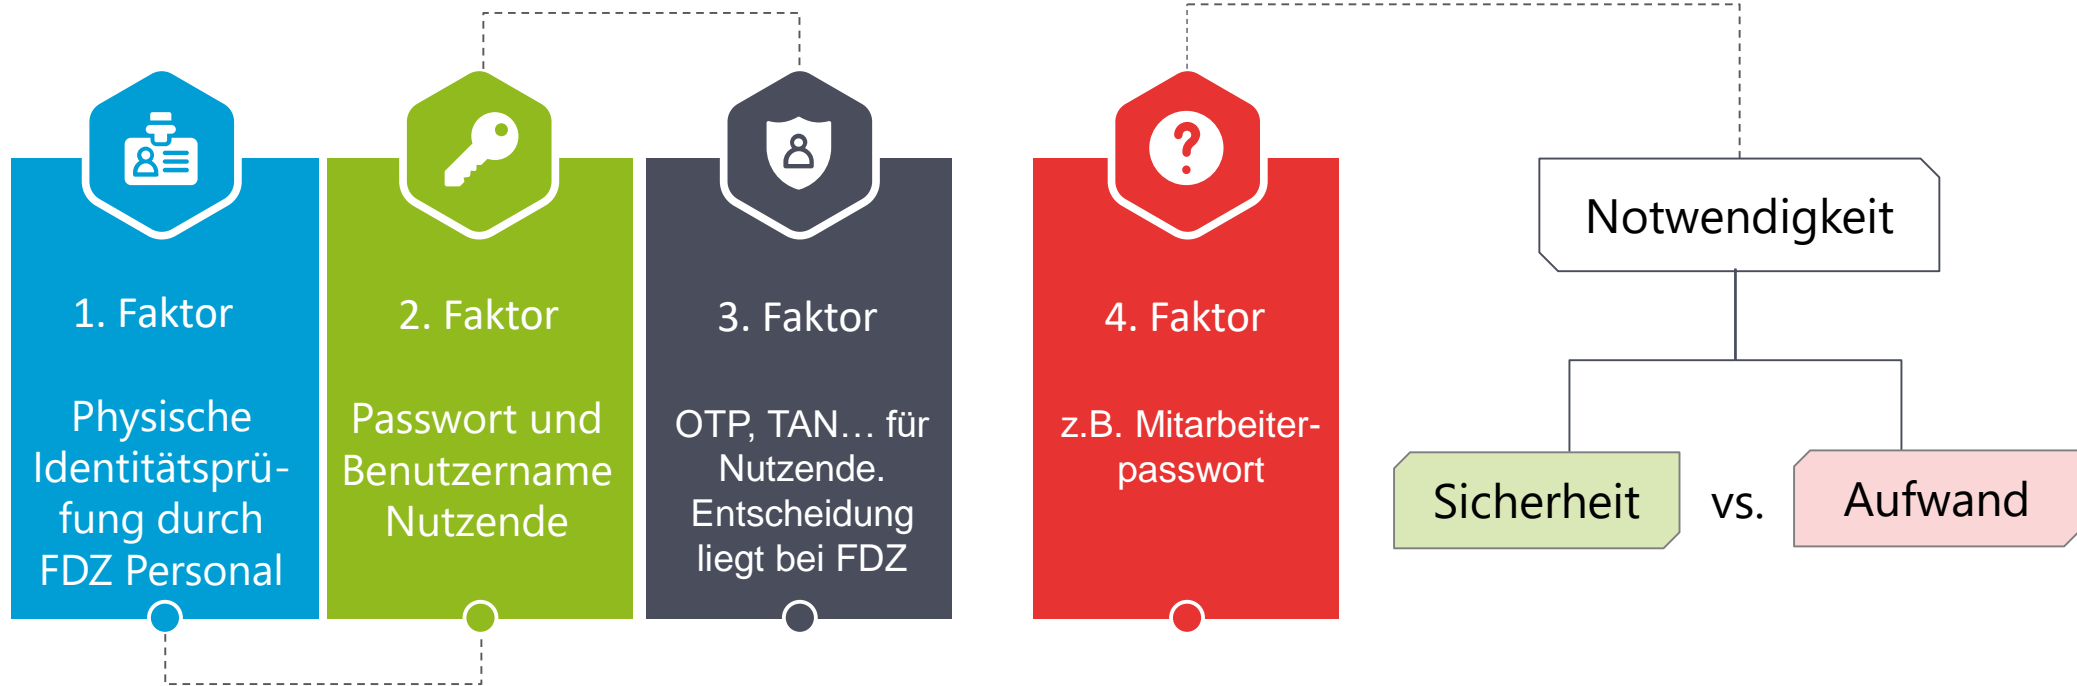 1. Faktor
Physische
Identitätsprü-
fung durch
FDZ Personal
2. Faktor
Passwort und
Benutzername
Nutzende
3. Faktor
OTP, TAN… für
Nutzende.
Entscheidung
liegt bei FDZ
?
4. Faktor
z.B. Mitarbeiter-
passwort
Notwendigkeit
Sicherheit vs. Aufwand